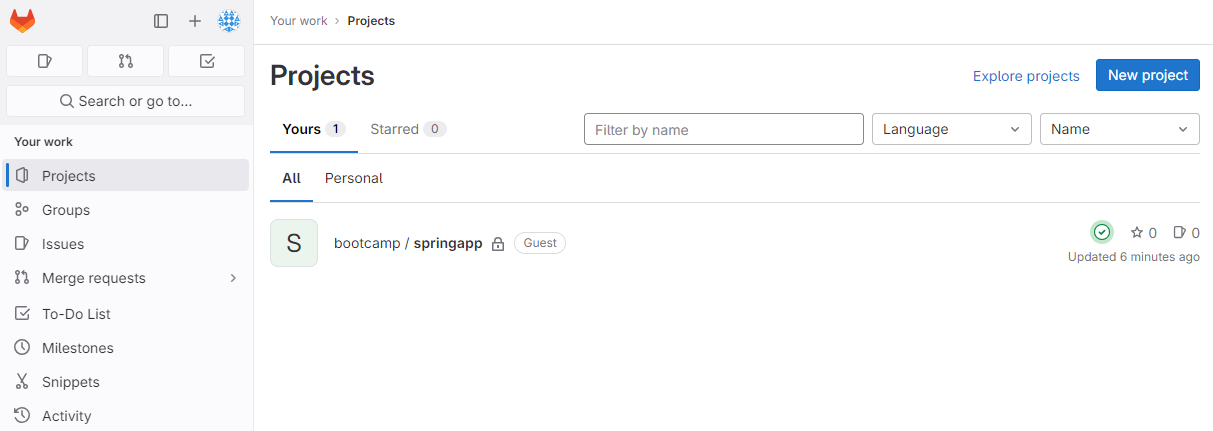 Your work › Projects
Search or go to...
Your work
Projects
Groups
Issues
Merge requests
To-Do List
Milestones
Snippets
Activity
Projects
Explore projects
New project
Yours 1
Starred 0
Filter by name
Language
Name
All
Personal
S
bootcamp / springapp
Guest
0
0
Updated 6 minutes ago